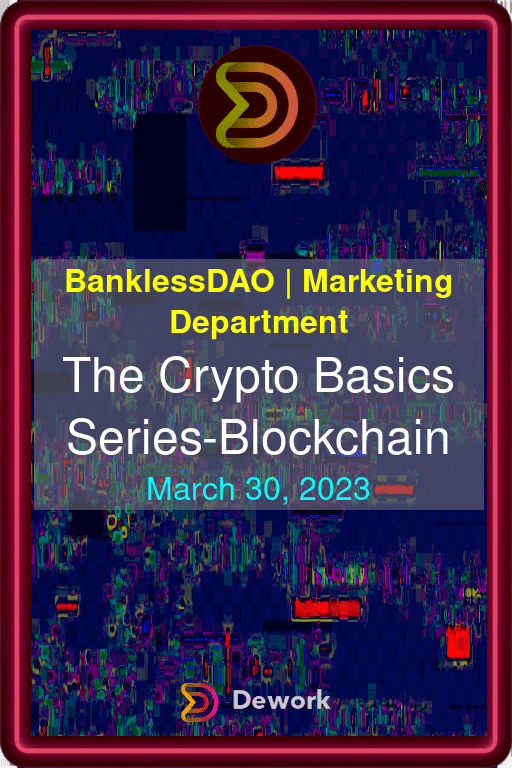 BanklessDAO | Marketing
Department
The Crypto Basics
Series-Blockchain
March 30, 2023
Dework